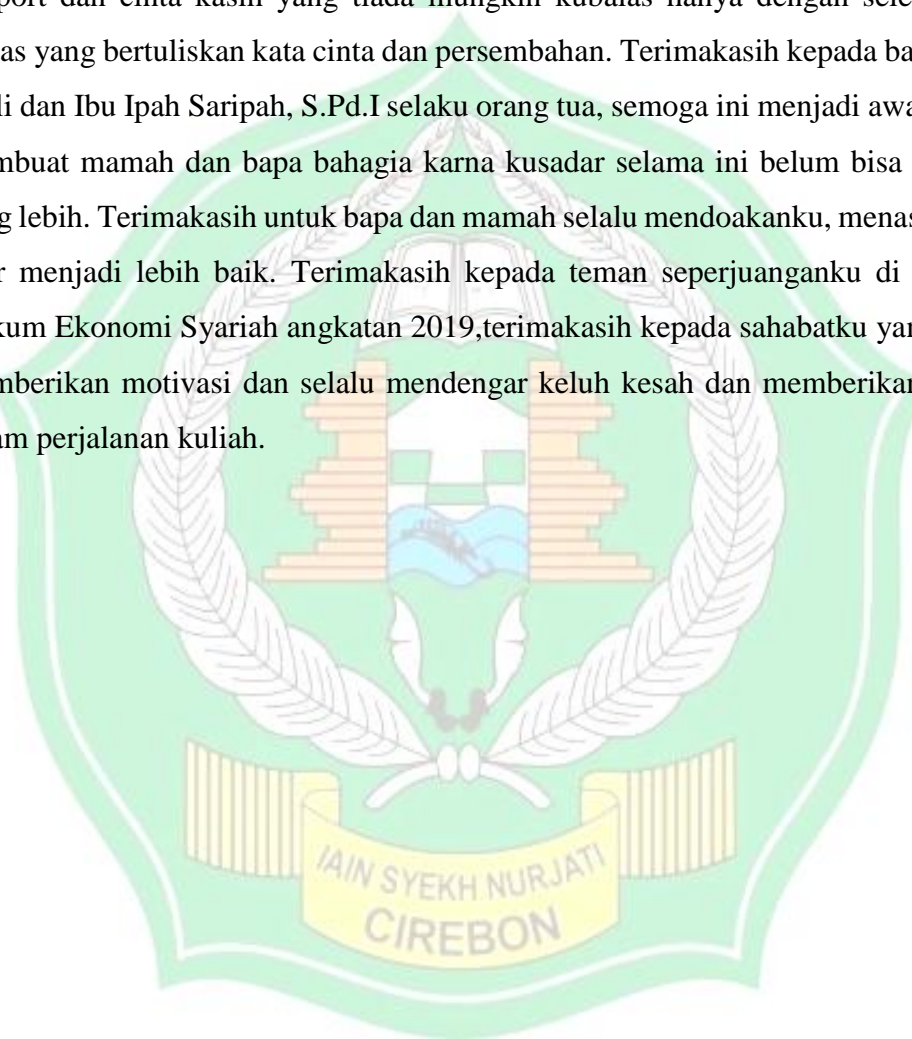 port dan cinta kasih yang tiada mungkin kubalas hanya dengan sele
as yang bertuliskan kata cinta dan persembahan. Terimakasih kepada ba
li dan Ibu Ipah Saripah, S.Pd.I selaku orang tua, semoga ini menjadi awa
mbuat mamah dan bapa bahagia karna kusadar selama ini belum bisa
g lebih. Terimakasih untuk bapa dan mamah selalu mendoakanku, menas
r menjadi lebih baik. Terimakasih kepada teman seperjuanganku di
kum Ekonomi Syariah angkatan 2019,terimakasih kepada sahabatku yan
mberikan motivasi dan selalu mendengar keluh kesah dan memberikan
am perjalanan kuliah.
IAIN SYEKH NURJATI
CIREBON